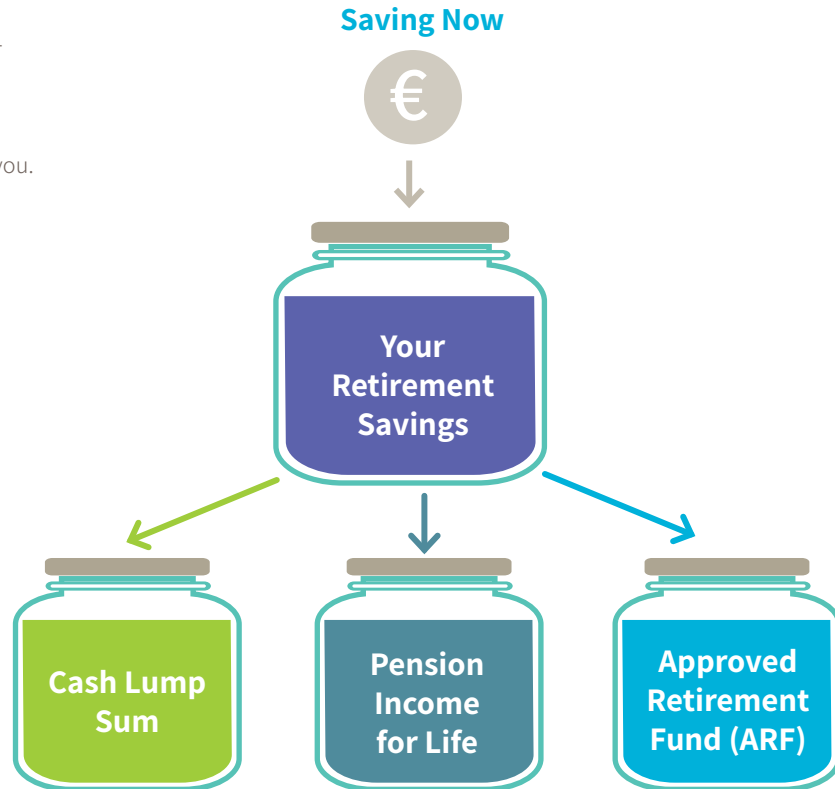 Saving Now
€
you.
Your
Retirement
Savings
Cash Lump
Sum
Pension
Income
for Life
Approved
Retirement
Fund (ARF)